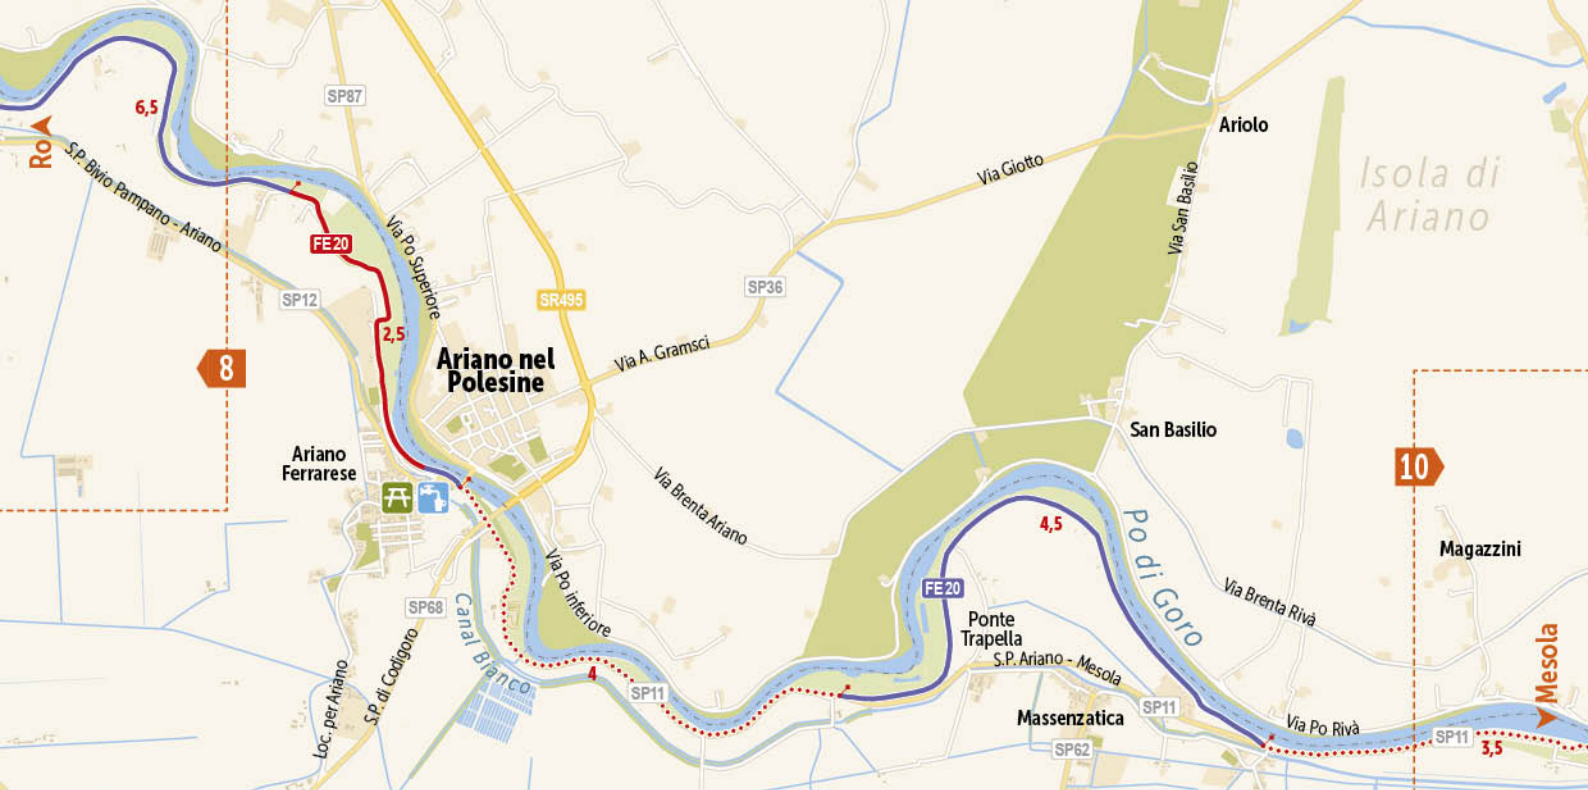 SP87
6,5
Ro
S.P. Bivio Pampano - Ariano
Ariolo
Via Giotto
Isola di
Ariano
Via San Basilio
FE20
Via Po Superiore
SP12
SR495
SP36
2,5
Via A. Gramsci
Ariano nel
Polesine
8
San Basilio
10
Ariano
Ferrarese
Via Brenta Ariano
4,5
Po di Goro
Magazzini
Via Po inferiore
FE20
Via Brenta Rivà
SP68
Canal Bianco
Ponte
Trapella
S.P. Ariano - Mesola
Mesola
Loc. per Ariano
S.P. di Codigoro
4
SP11
Massenzatica
SP11
Via Po Rivà
SP11
3,5
SP62